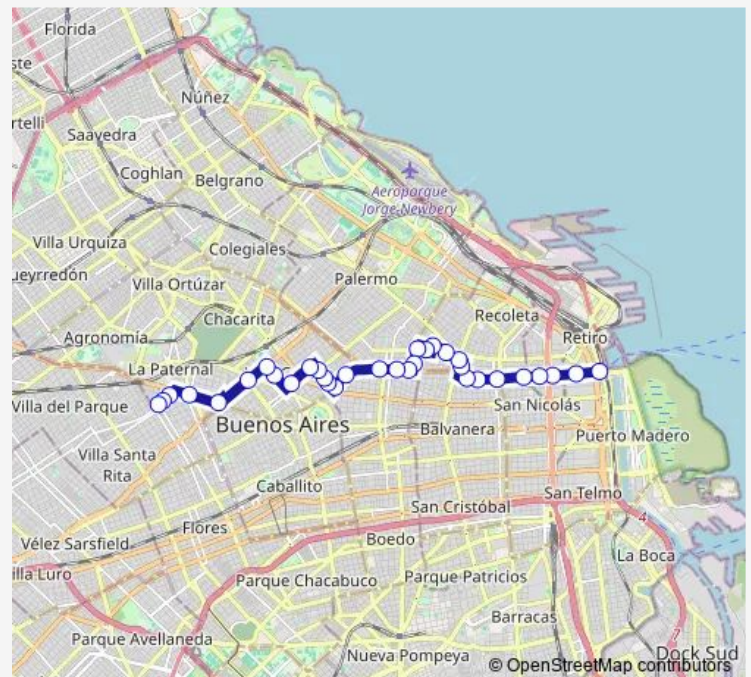 Florida
ste
Núñez
rtelli
Saavedra
Coghlan
Belgrano
Aeroparque
Jorge Newbery
Villa Urquiza
Colegiales
ueyrredón
Villa Ortúzar
Palermo
Chacarita
Recoleta
Agronomía
Retiro
La Paternal
Villa del Parque
San Nicolás
Buenos Aires
Balvanera
Puerto Madero
Villa Santa
Rita
Caballito
San Telmo
San Cristóbal
Flores
4
Vélez Sarsfield
Boedo
La Boca
illa Luro
Parque Chacabuco
Parque Patricios
Barracas
7
Parque Avellaneda
Nueva Pompeya
Dock Sud
© OpenStreetMap contributors